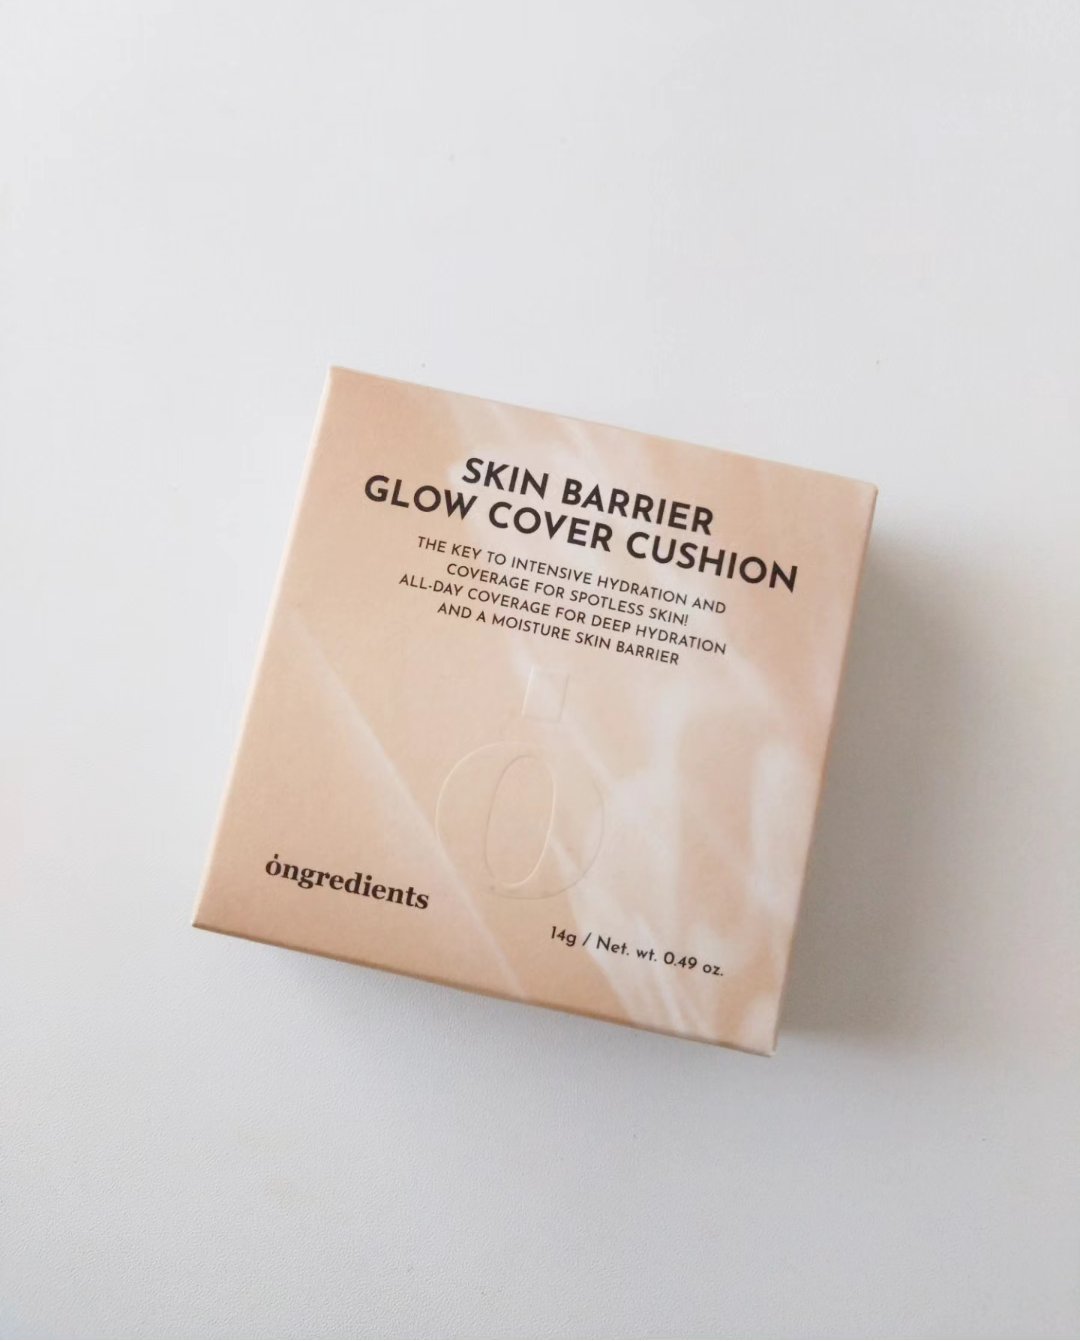 SKIN BARRIER
GLOW COVER CUSHION
THE KEY TO INTENSIVE HYDRATION AND
COVERAGE FOR SPOTLESS SKIN!
ALL-DAY COVERAGE FOR DEEP HYDRATION
AND A MOISTURE SKIN BARRIER
ȯngredients
14g / Net. wt. 0.49 oz.